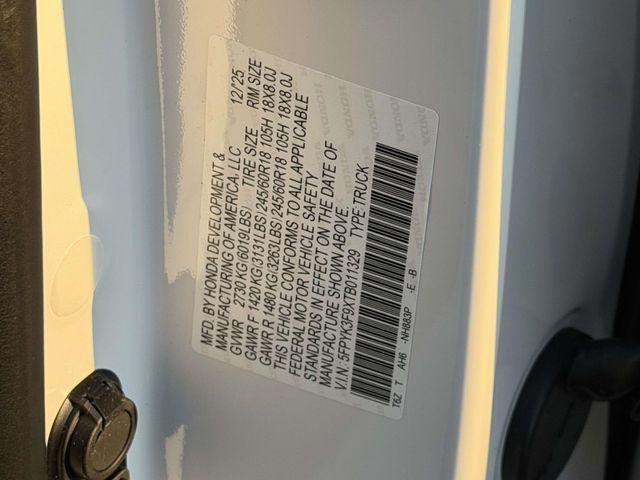 MFD. BY HONDA DEVELOPMENT &
MANUFACTURING OF AMERICA, LLC 12/25
GVWR 2730 KG(6019LBS) TIRE SIZE RIM SIZE
GAWR F 1420 KG(3131LBS) 245/60R18 105H 18X8.0J
GAWR R 1480 KG(3263LBS) 245/60R18 105H 18X8.0J
THIS VEHICLE CONFORMS TO ALL APPLICABLE
FEDERAL MOTOR VEHICLE SAFETY
STANDARDS IN EFFECT ON THE DATE OF
MANUFACTURE SHOWN ABOVE.
V.I.N. 5FPYK3F9XTB011329 TYPE:TRUCK
T6Z T AH6 -NH883P -E -B